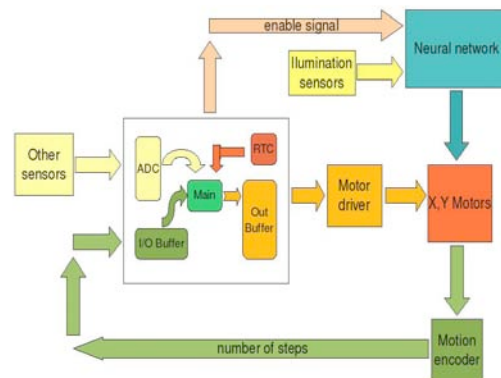 enable signal
Neural network
Ilumination
sensors
Other
sensors
ADC
RTC
Main
I/O Buffer
Out
Buffer
Motor
driver
X,Y Motors
number of steps
Motion
encoder